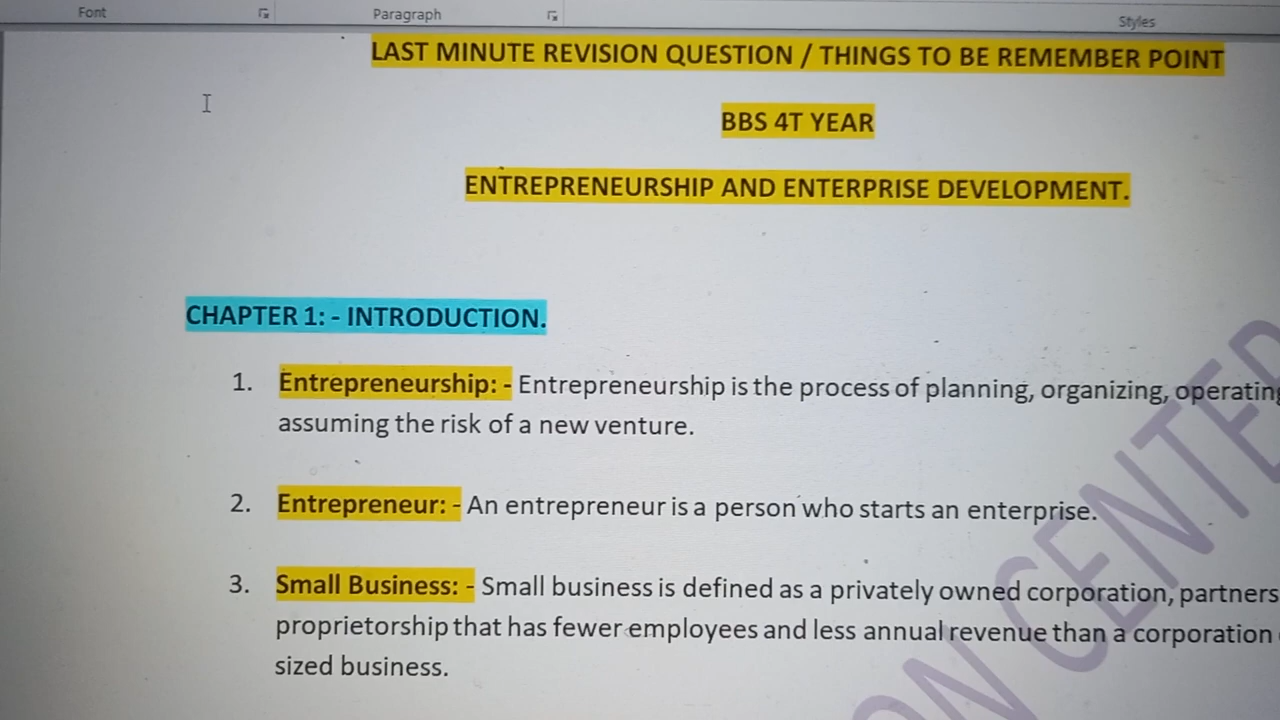 Font
Paragraph
Styles
LAST MINUTE REVISION QUESTION / THINGS TO BE REMEMBER POINT
BBS 4T YEAR
ENTREPRENEURSHIP AND ENTERPRISE DEVELOPMENT.
CHAPTER 1: - INTRODUCTION.
1. Entrepreneurship: - Entrepreneurship is the process of planning, organizing, operating
assuming the risk of a new venture.
2. Entrepreneur: - An entrepreneur is a person who starts an enterprise.
3. Small Business: - Small business is defined as a privately owned corporation, partners
proprietorship that has fewer employees and less annual revenue than a corporation
sized business.
ON CENTER